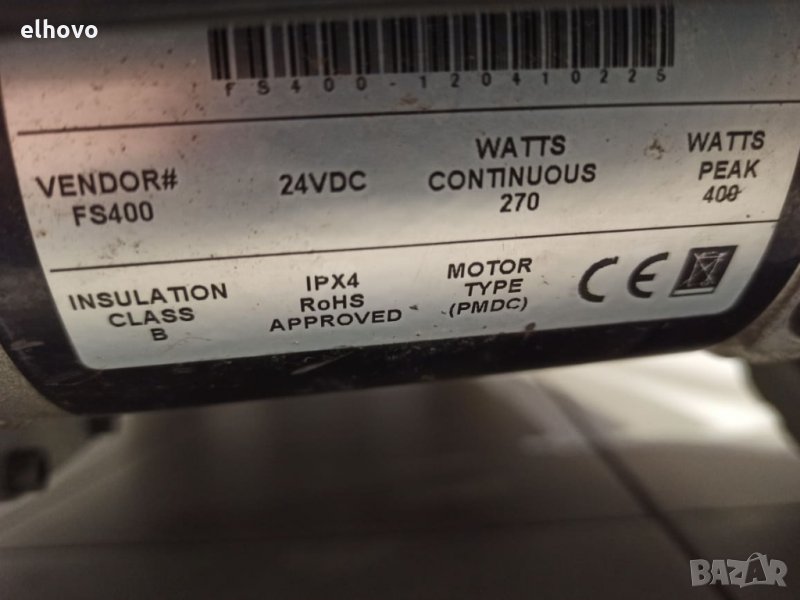 elhovo
FS400-120410225
VENDOR#
FS400
24VDC
WATTS
CONTINUOUS
270
WATTS
PEAK
400
INSULATION
CLASS
B
IPX4
RoHS
APPROVED
MOTOR
TYPE
(PMDC)
CE
BAZAR